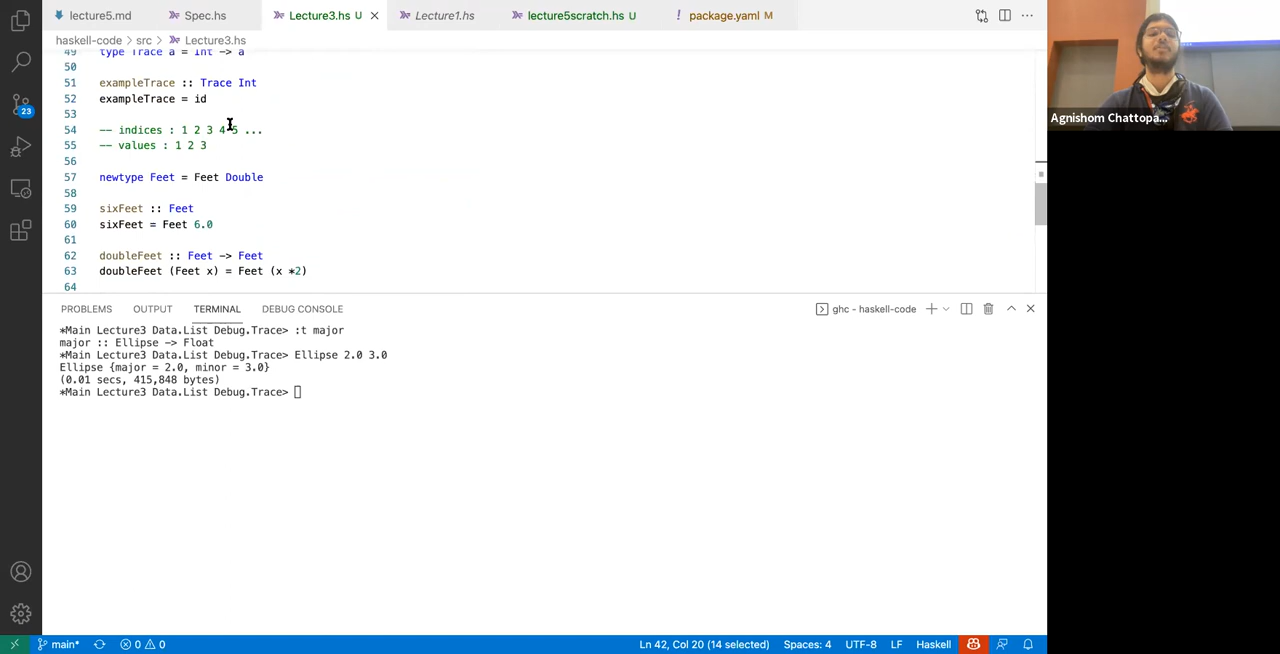 lecture5.md Spec.hs Lecture3.hs U Lecture1.hs lecture5scratch.hs U ! package.yaml M
haskell-code > src > Lecture3.hs
49 type Trace a = Int -> a
50
51 exampleTrace :: Trace Int
52 exampleTrace = id
53
54 -- indices : 1 2 3 4 5 ...
55 -- values : 1 2 3
56
57 newtype Feet = Feet Double
58
59 sixFeet :: Feet
60 sixFeet = Feet 6.0
61
62 doubleFeet :: Feet -> Feet
63 doubleFeet (Feet x) = Feet (x *2)
64
23
Agnishom Chattopa...
PROBLEMS OUTPUT TERMINAL DEBUG CONSOLE ghc - haskell-code
*Main Lecture3 Data.List Debug.Trace> :t major
major :: Ellipse -> Float
*Main Lecture3 Data.List Debug.Trace> Ellipse 2.0 3.0
Ellipse {major = 2.0, minor = 3.0}
(0.01 secs, 415,848 bytes)
*Main Lecture3 Data.List Debug.Trace>
main* 0 0 Ln 42, Col 20 (14 selected) Spaces: 4 UTF-8 LF Haskell